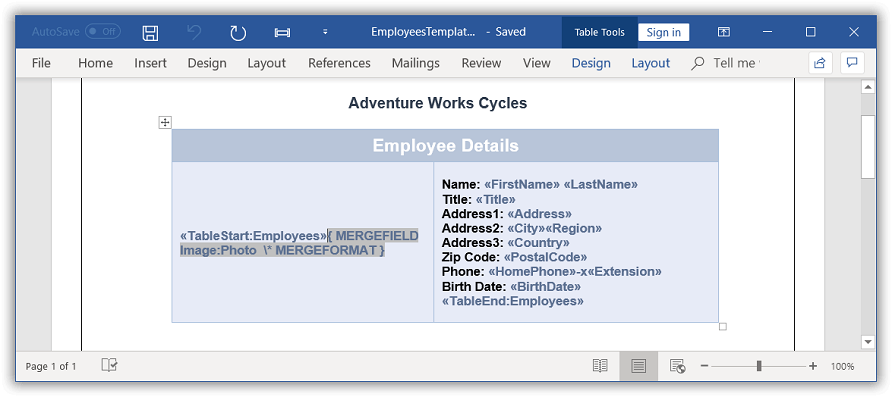 AutoSave Off EmployeesTemplat... - Saved Table Tools Sign in
File Home Insert Design Layout References Mailings Review View Design Layout Tell me
Adventure Works Cycles
Employee Details
«TableStart:Employees»{ MERGEFIELD
Image:Photo \* MERGEFORMAT }
Name: «FirstName» «LastName»
Title: «Title»
Address1: «Address»
Address2: «City»«Region»
Address3: «Country»
Zip Code: «PostalCode»
Phone: «HomePhone»-x«Extension»
Birth Date: «BirthDate»
«TableEnd:Employees»
Page 1 of 1 100%